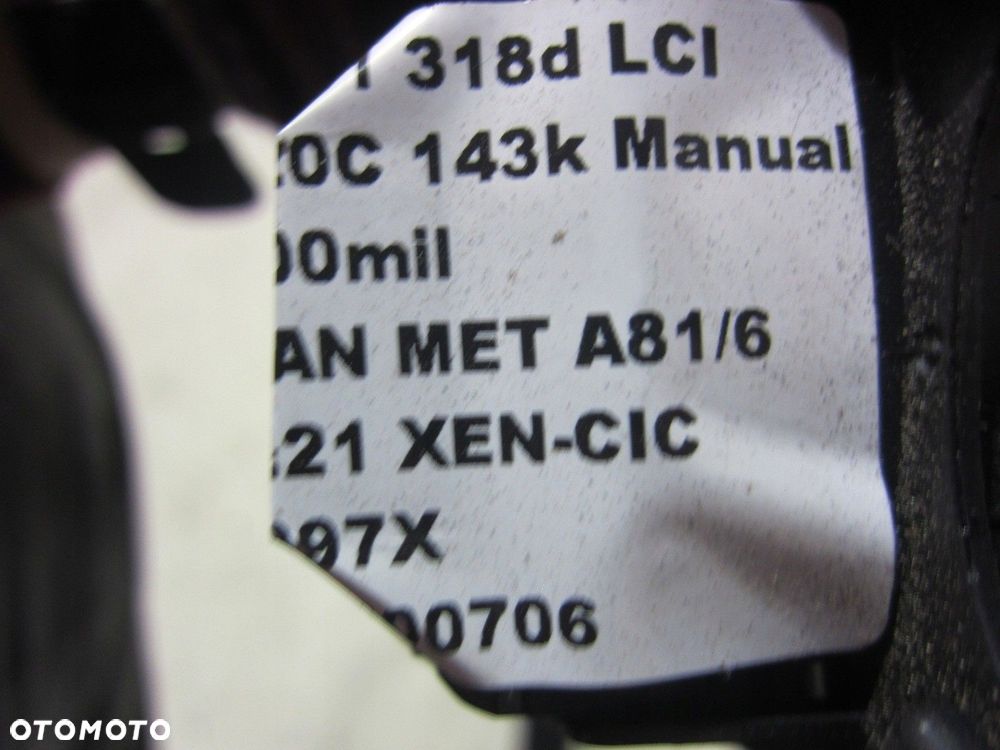 318d LCI
0C 143k Manual
00mil
AN MET A81/6
21 XEN-CIC
97X
00706
OTOMOTO